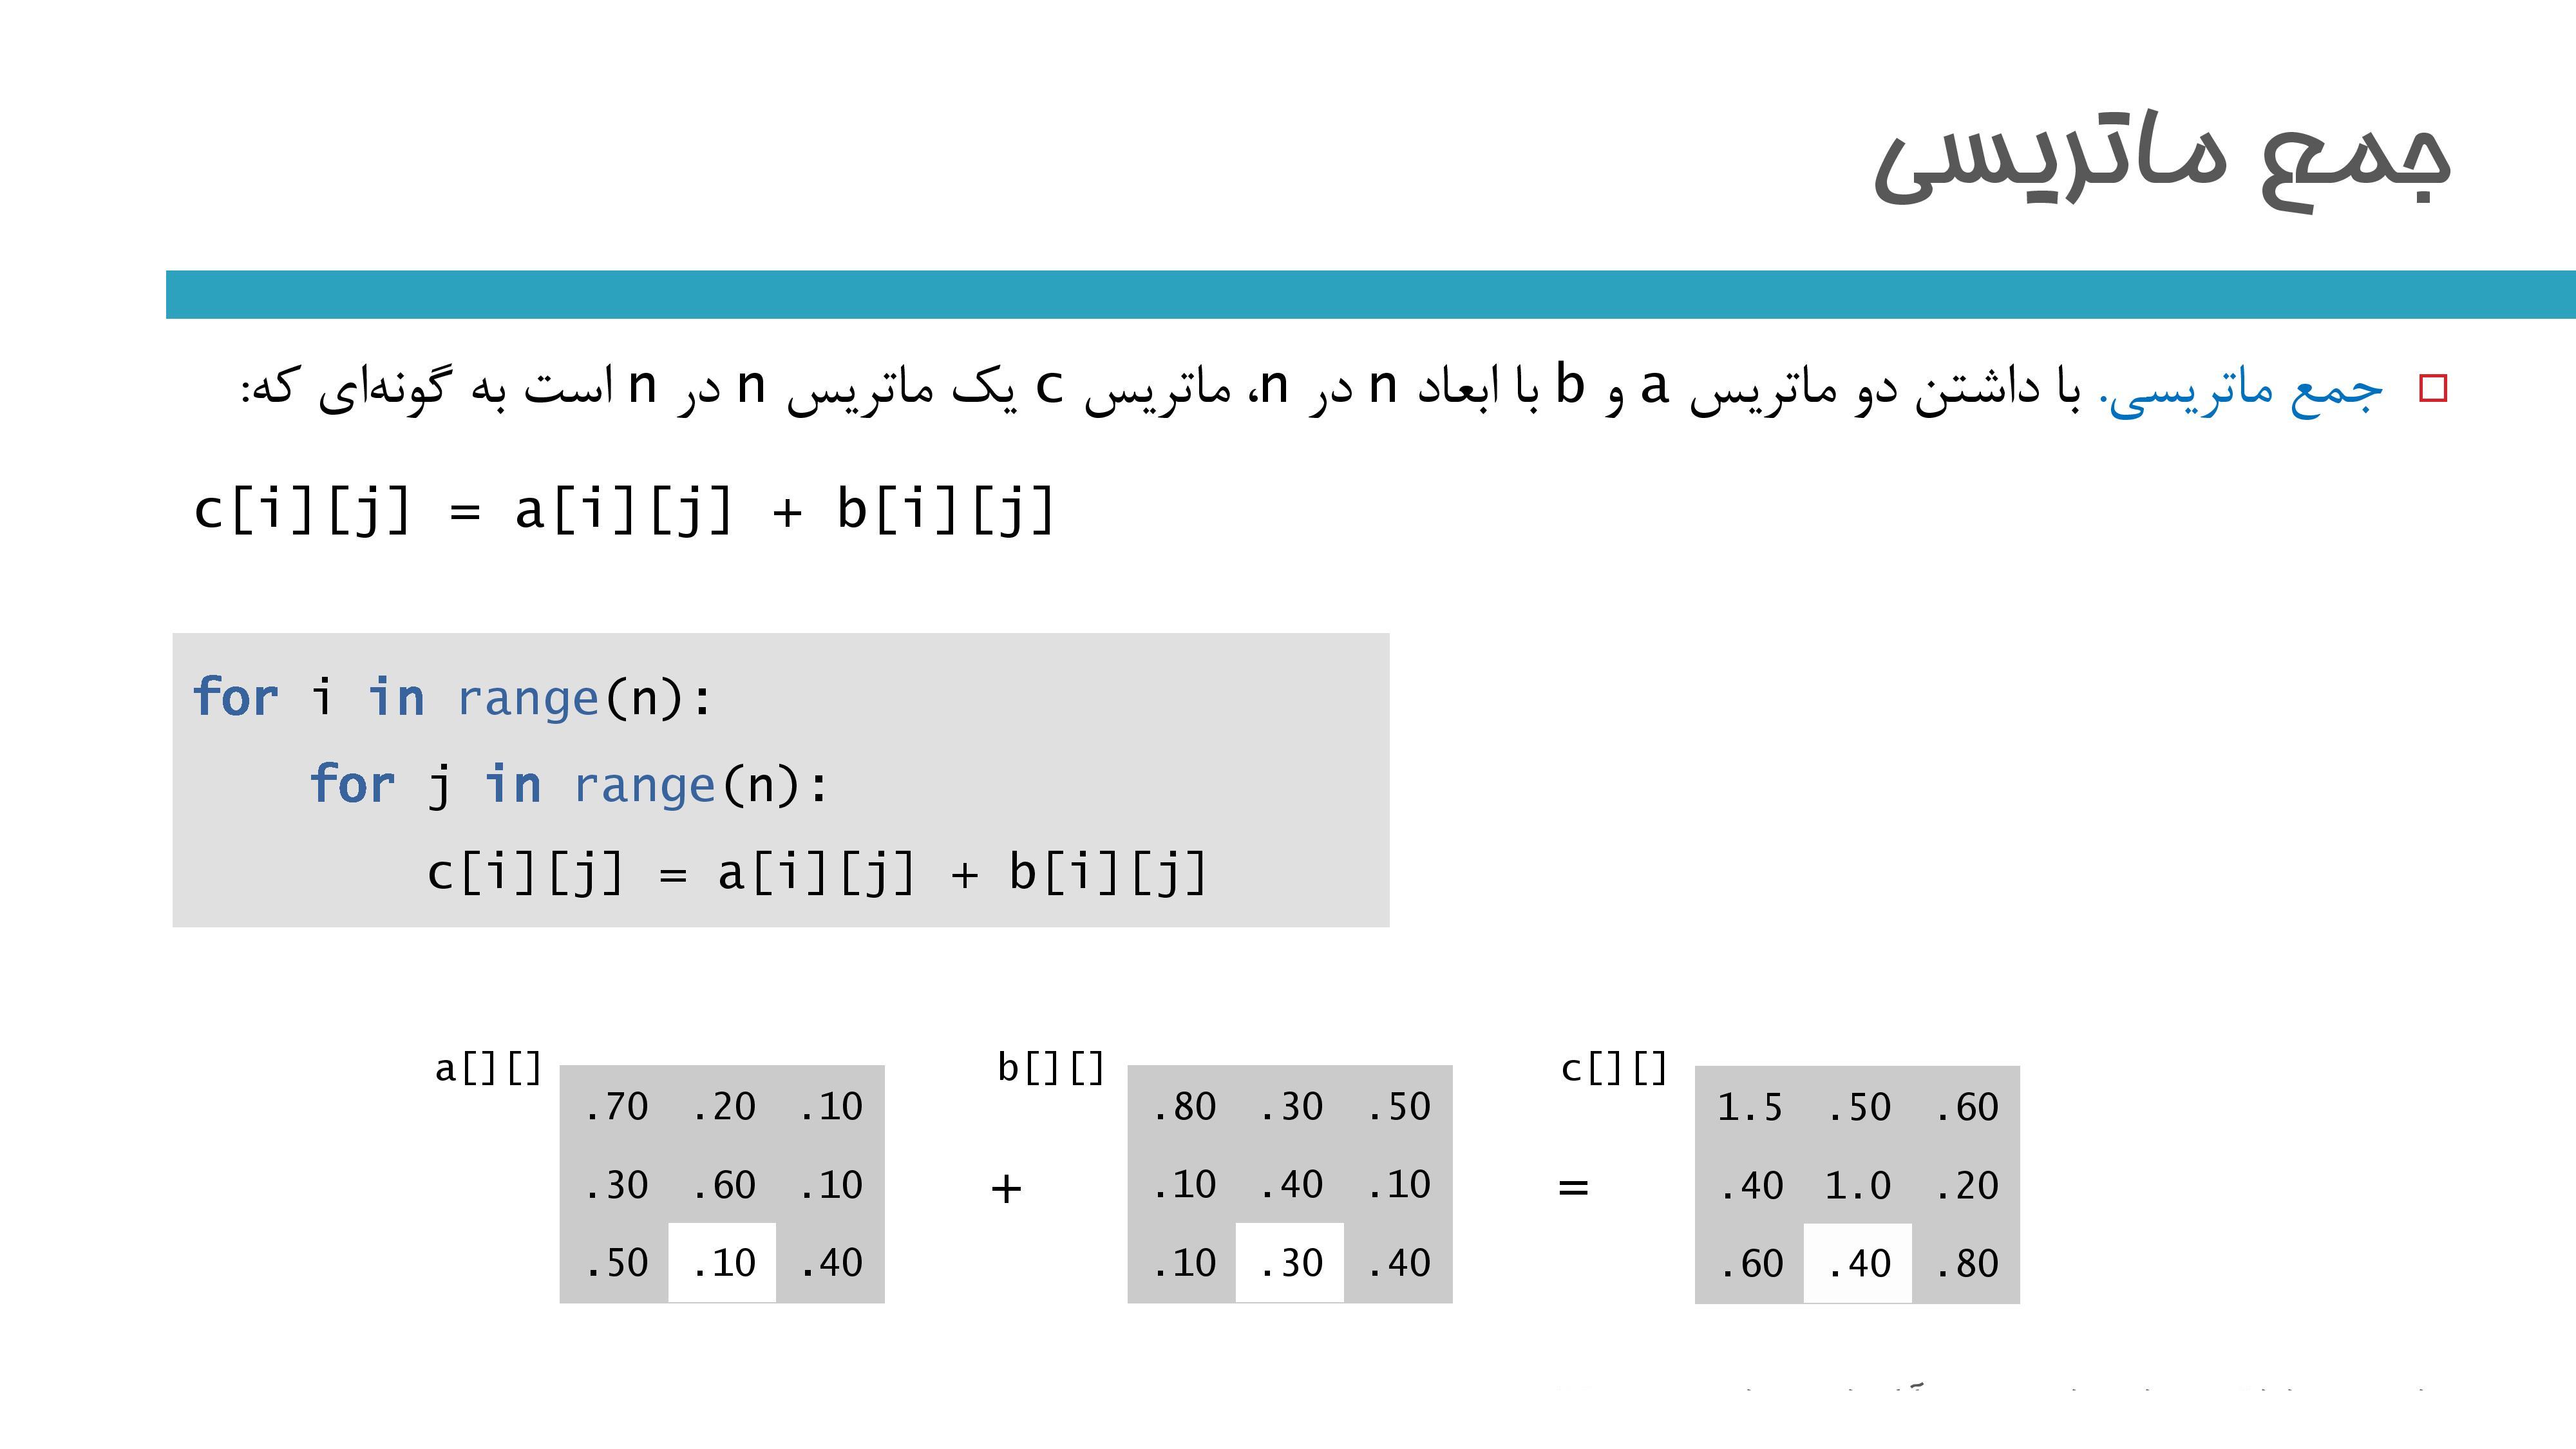 جمع ماتریسی
جمع ماتریسی. با داشتن دو ماتریس a و b با ابعاد n در n، ماتریس c یک ماتریس n در n است به گونه‌ای که:
c[i][j] = a[i][j] + b[i][j]
for i in range(n):
    for j in range(n):
        c[i][j] = a[i][j] + b[i][j]
a[][] b[][] c[][]
.70 .20 .10 .80 .30 .50 1.5 .50 .60
.30 .60 .10 + .10 .40 .10 = .40 1.0 .20
.50 .10 .40 .10 .30 .40 .60 .40 .80